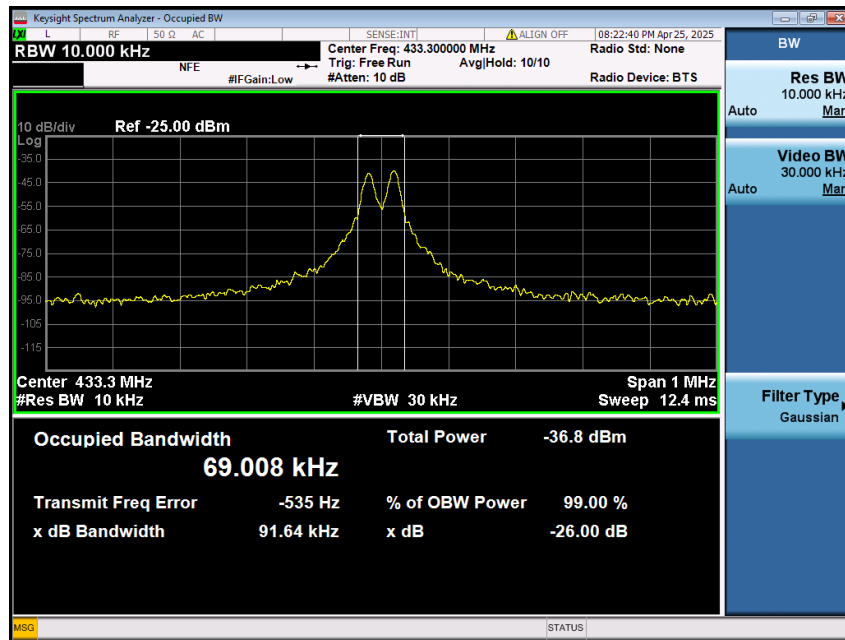 Keysight Spectrum Analyzer - Occupied BW
LXI L RF 50 Ω AC SENSE:INT ALIGN OFF 08:22:40 PM Apr 25, 2025
RBW 10.000 kHz
NFE
#IFGain:Low
Center Freq: 433.300000 MHz
Trig: Free Run Avg|Hold: 10/10
#Atten: 10 dB
Radio Std: None
Radio Device: BTS
10 dB/div Ref -25.00 dBm
Log
-35.0
-45.0
-55.0
-65.0
-75.0
-85.0
-95.0
-105
-115
Center 433.3 MHz Span 1 MHz
#Res BW 10 kHz #VBW 30 kHz Sweep 12.4 ms
Occupied Bandwidth Total Power -36.8 dBm
69.008 kHz
Transmit Freq Error -535 Hz % of OBW Power 99.00 %
x dB Bandwidth 91.64 kHz x dB -26.00 dB
BW
Res BW
10.000 kHz
Auto Man
Video BW
30.000 kHz
Auto Man
Filter Type
Gaussian
MSG STATUS